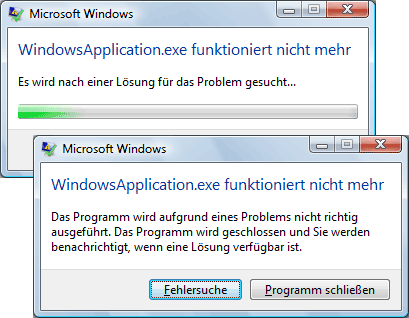 Microsoft Windows
WindowsApplication.exe funktioniert nicht mehr
Es wird nach einer Lösung für das Problem gesucht...
Microsoft Windows
WindowsApplication.exe funktioniert nicht mehr
Das Programm wird aufgrund eines Problems nicht richtig
ausgeführt. Das Programm wird geschlossen und Sie werden
benachrichtigt, wenn eine Lösung verfügbar ist.
Fehlersuche
Programm schließen